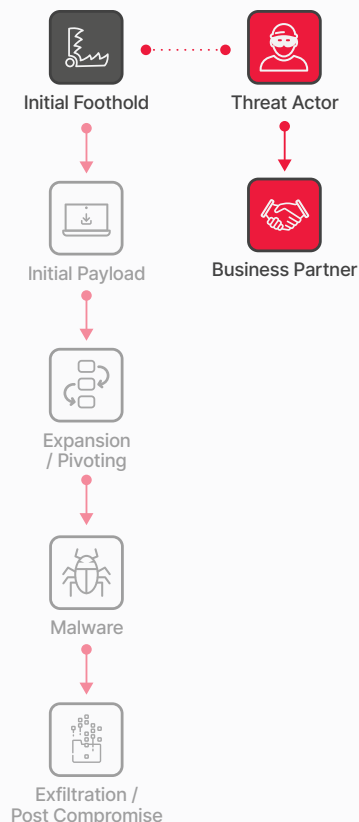 Initial Foothold
Threat Actor
Initial Payload
Business Partner
Expansion
/ Pivoting
Malware
Exfiltration /
Post Compromise